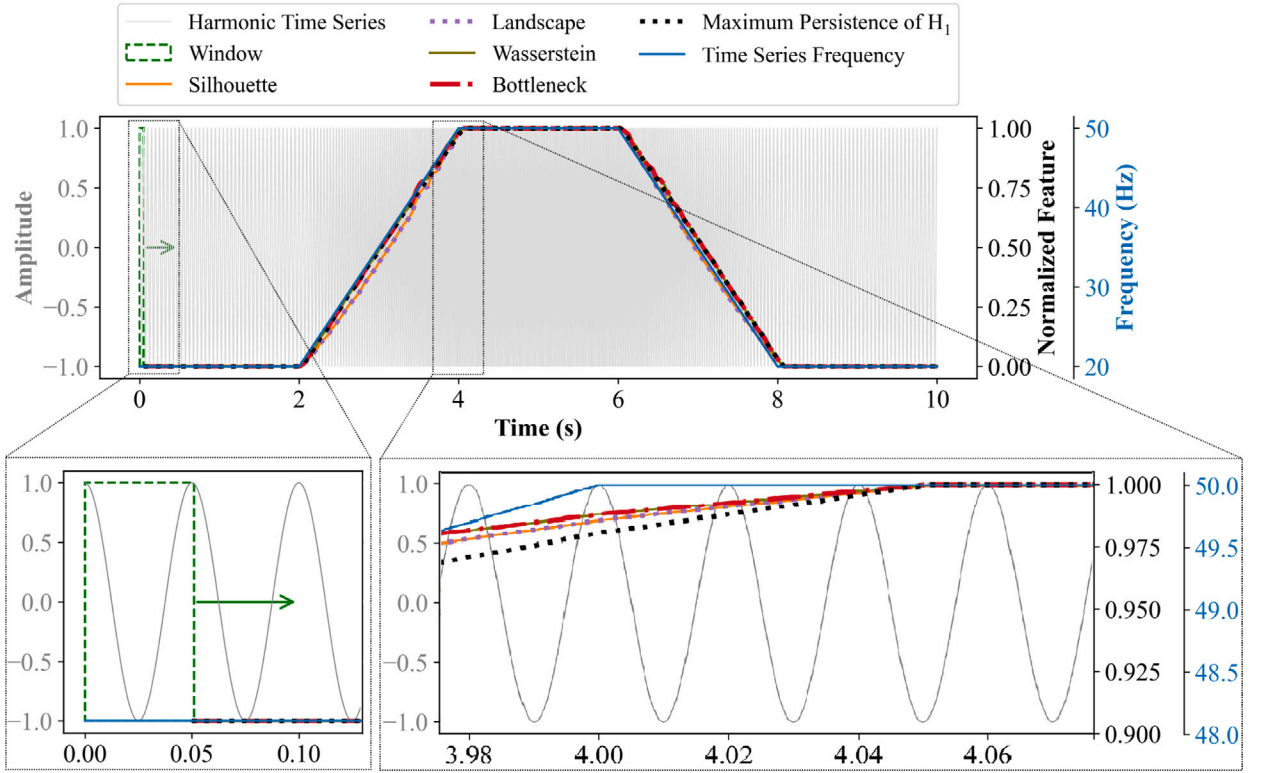 Harmonic Time Series
Window
Silhouette
Landscape
Wasserstein
Bottleneck
Maximum Persistence of H1
Time Series Frequency
Amplitude
1.0
0.5
0.0
−0.5
−1.0
0 2 4 6 8 10
Time (s)
1.00
0.75
0.50
0.25
0.00
Normalized Feature
50
40
30
20
Frequency (Hz)
1.0
0.5
0.0
−0.5
−1.0
0.00 0.05 0.10
1.0
0.5
0.0
−0.5
−1.0
3.98 4.00 4.02 4.04 4.06
1.000
0.975
0.950
0.925
0.900
50.0
49.5
49.0
48.5
48.0